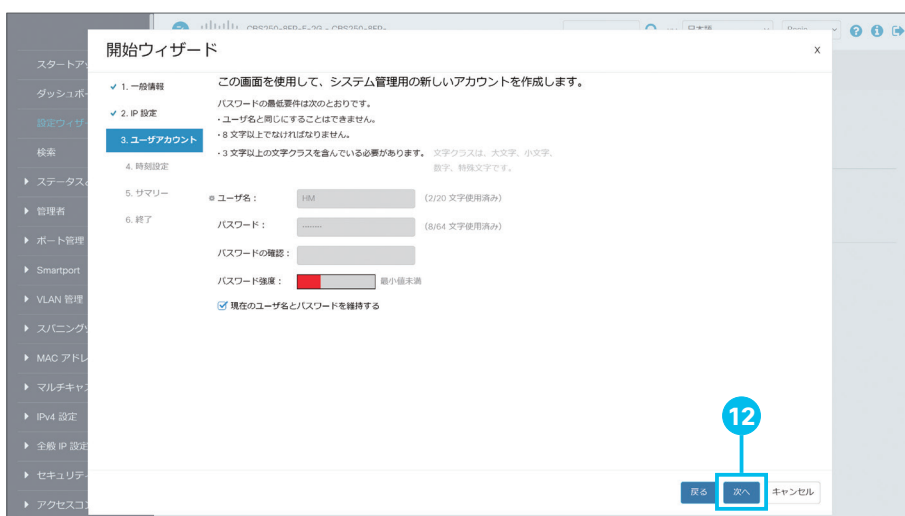 CBS250-8FP-E-2G - CBS250-8FP-
日本語
Basic
開始ウィザード
X
スタートア
ダッシュボー
設定ウィザー
検索
ステータス
管理者
ポート管理
Smartport
VLAN 管理
スパニング
MAC アドレ
マルチキャス
IPv4 設定
全般 IP 設定
セキュリティ
アクセスコ
✓ 1. 一般情報
✓ 2. IP 設定
3. ユーザアカウント
4. 時刻設定
5. サマリー
6. 終了
この画面を使用して、システム管理用の新しいアカウントを作成します。
パスワードの最低要件は次のとおりです。
・ユーザ名と同じにすることはできません。
・8 文字以上でなければなりません。
・3 文字以上の文字クラスを含んでいる必要があります。 文字クラスは、大文字、小文字、
数字、特殊文字です。
ユーザ名： HM (2/20 文字使用済み)
パスワード： ········ (8/64 文字使用済み)
パスワードの確認：
パスワード強度： 最小値未満
現在のユーザ名とパスワードを維持する
12
戻る 次へ キャンセル